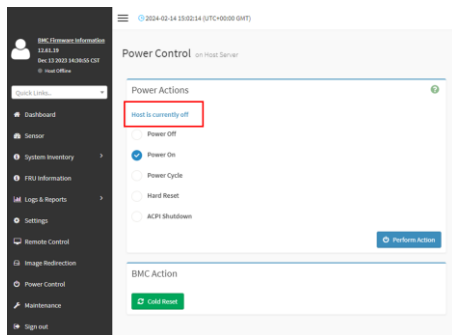 2024-02-14 15:02:14 (UTC+00:00 GMT)
BMC Firmware Information
12.61.19
Dec 13 2023 14:30:55 CST
Host Offline
Quick Links...
Dashboard
Sensor
System Inventory
FRU Information
Logs & Reports
Settings
Remote Control
Image Redirection
Power Control
Maintenance
Sign out
Power Control on Host Server
Power Actions
Host is currently off
Power Off
Power On
Power Cycle
Hard Reset
ACPI Shutdown
Perform Action
BMC Action
Cold Reset